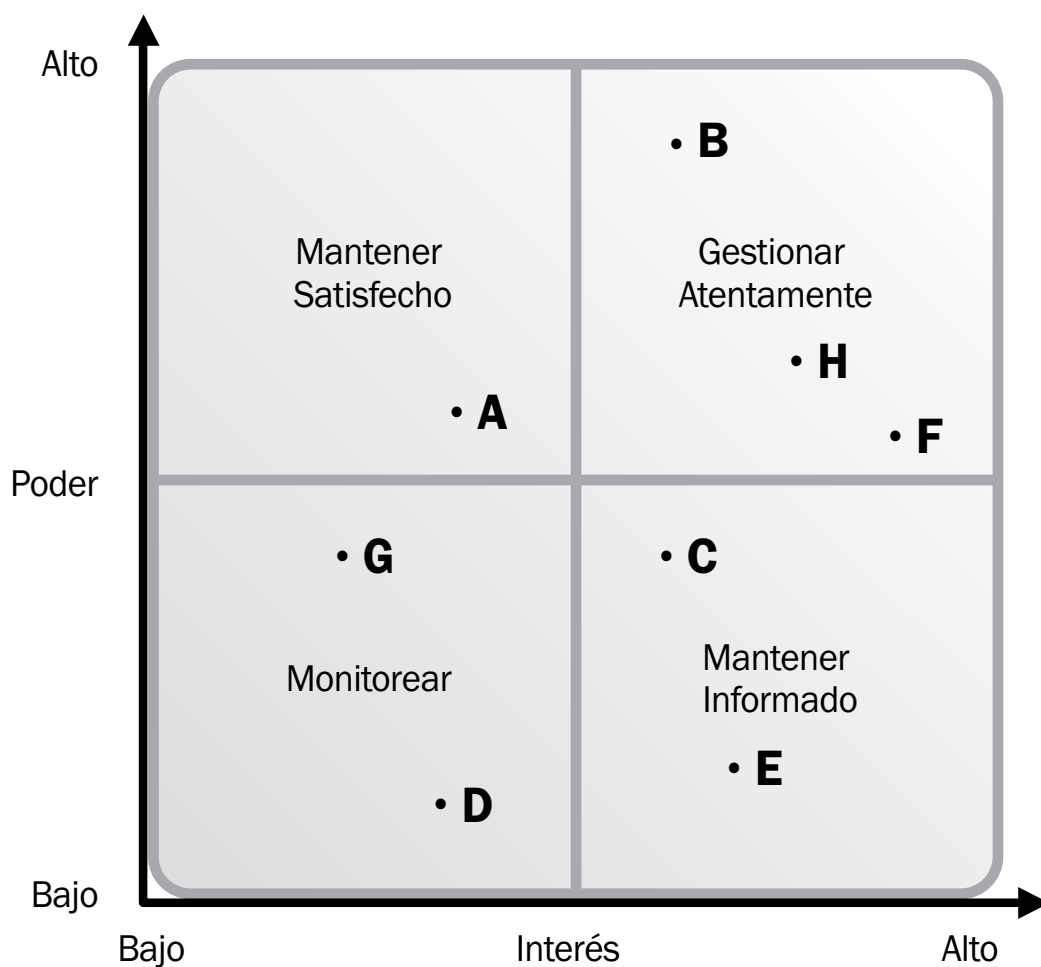 Alto
B
Mantener
Satisfecho
Gestionar
Atentamente
H
A
F
Poder
G
C
Monitorear
Mantener
Informado
E
D
Bajo
Bajo
Interés
Alto